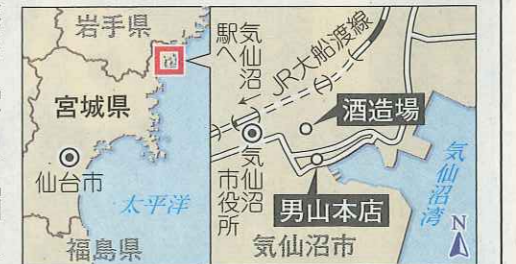 岩手県
宮城県
仙台市
太平洋
福島県
気仙沼
駅へ
JR大船渡線
酒造場
気仙沼
市役所
男山本店
気仙沼湾
気仙沼市
N